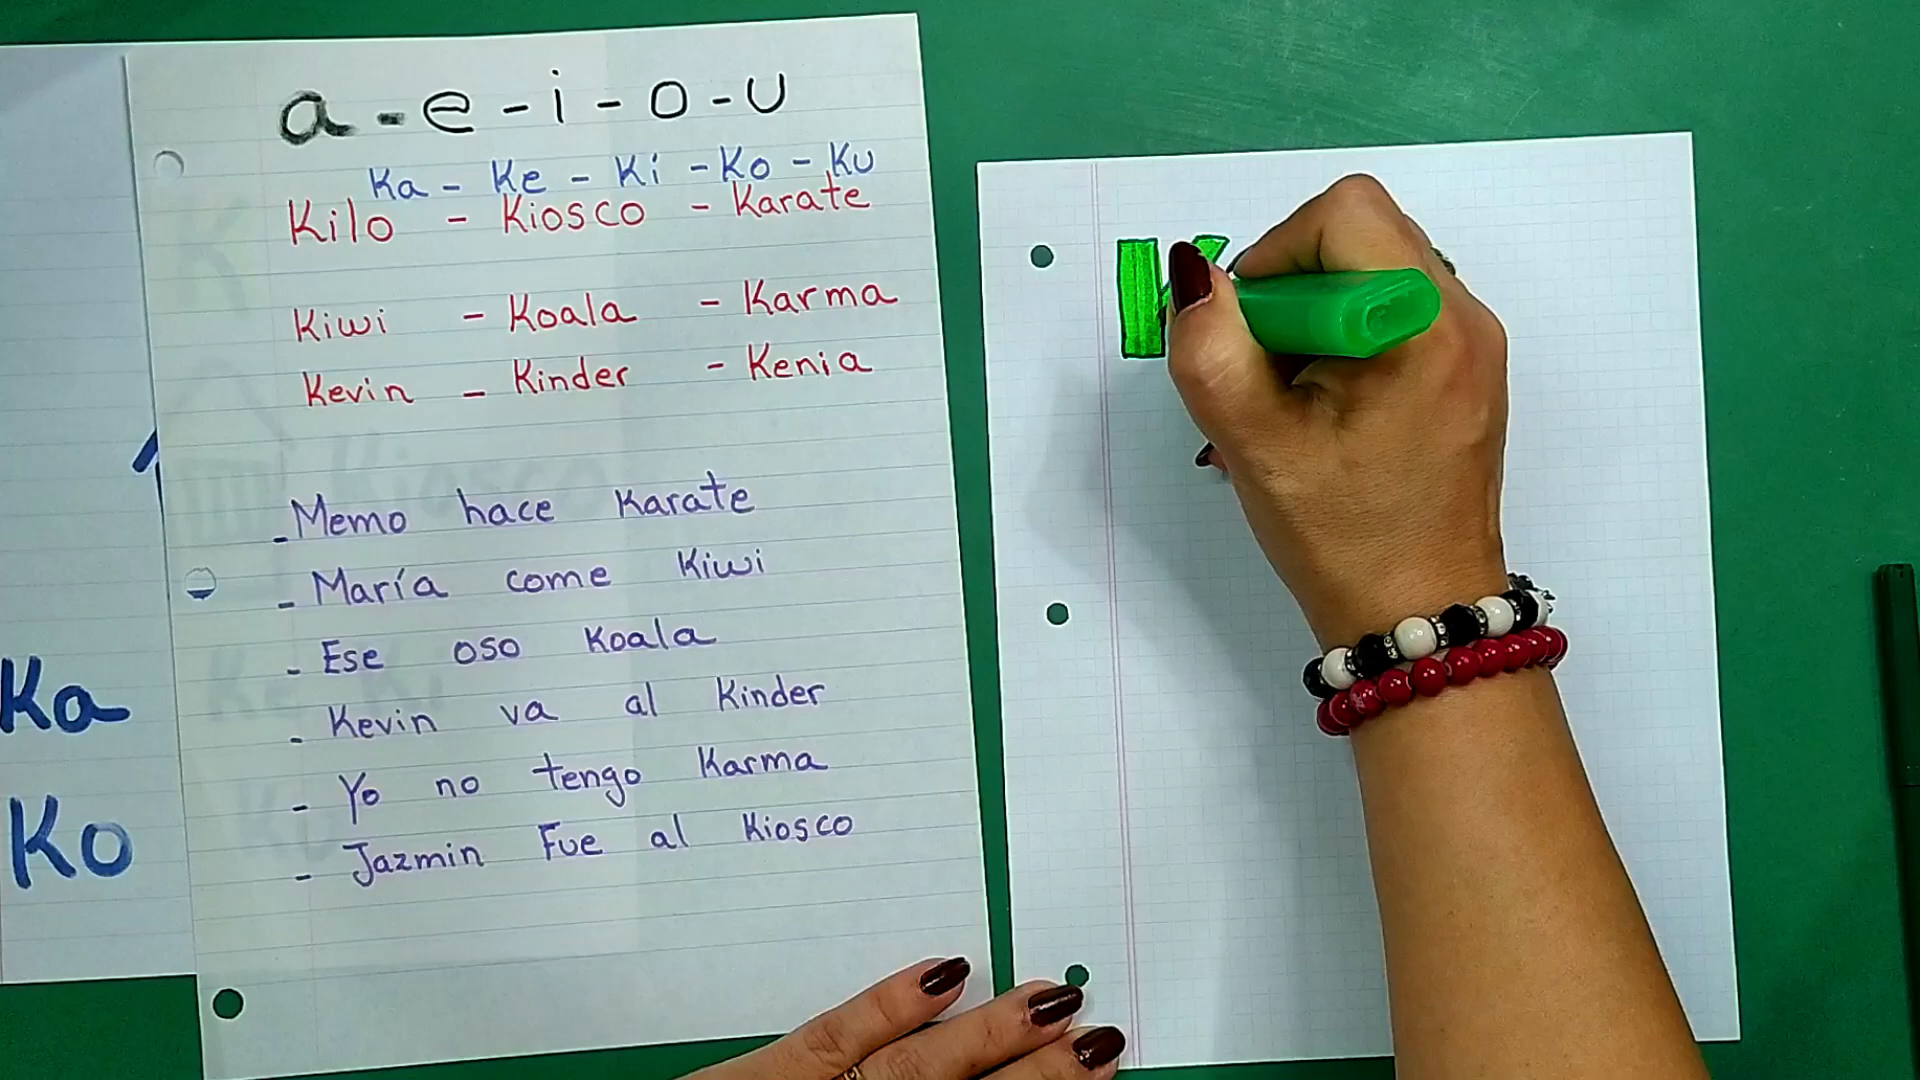 a - e - i - o - u
Ka - Ke - Ki - Ko - Ku
Kilo - Kiosco - Karate
Kiwi - Koala - Karma
Kevin - Kinder - Kenia
- Memo hace Karate
- María come Kiwi
- Ese oso Koala
- Kevin va al Kinder
- Yo no tengo Karma
- Jazmin Fue al Kiosco
Ka
Ko
K